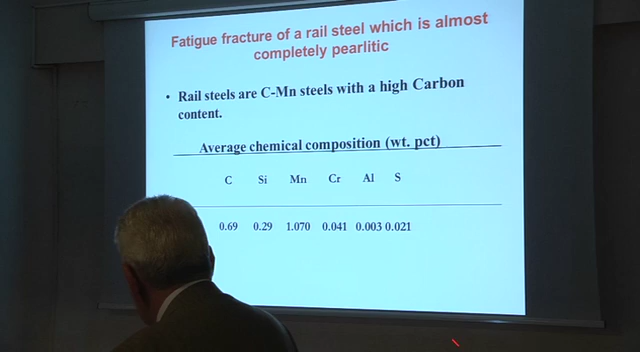 Fatigue fracture of a rail steel which is almost
completely pearlitic
• Rail steels are C-Mn steels with a high Carbon
content.
Average chemical composition (wt. pct)
C Si Mn Cr Al S
0.69 0.29 1.070 0.041 0.003 0.021